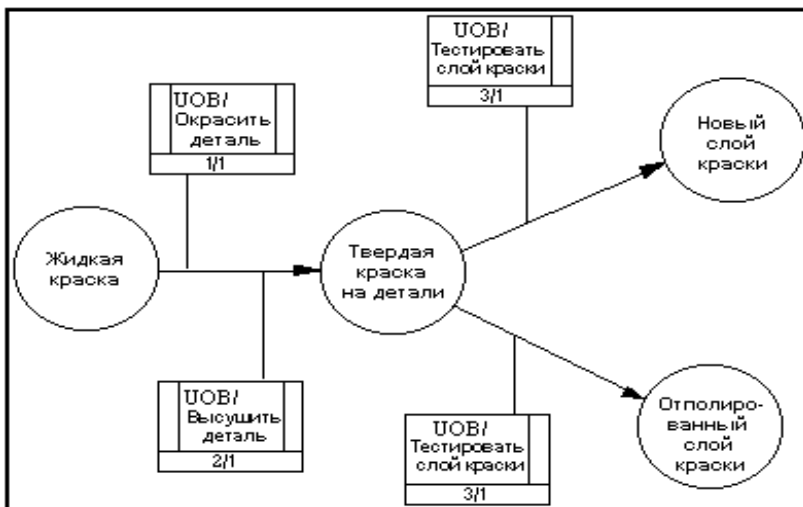 UOB/
Тестировать
слой краски
3/1
UOB/
Окрасить
деталь
1/1
Новый
слой
краски
Жидкая
краска
Твердая
краска
на детали
UOB/
Высушить
деталь
2/1
UOB/
Тестировать
слой краски
3/1
Отполиро-
ванный
слой
краски